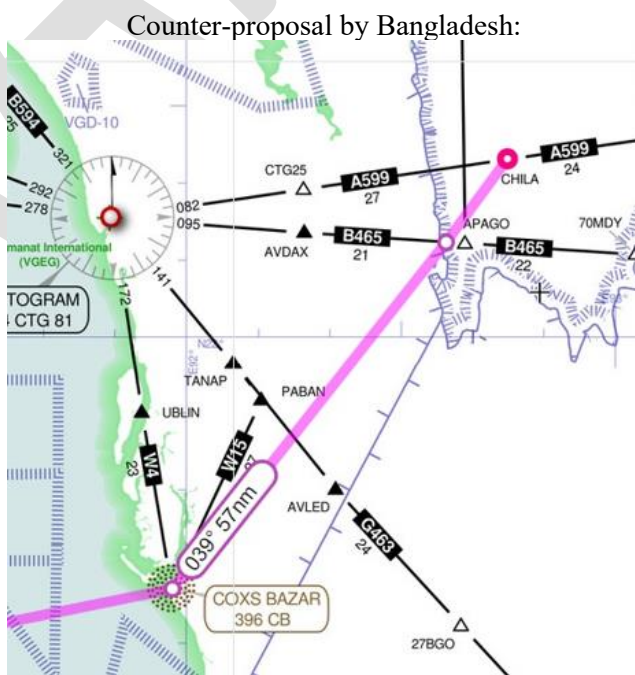 Counter-proposal by Bangladesh:
B594
25
VGD-10
321
292
278
CTG25
082
095
A599
27
A599
24
CHILA
APAGO
70MDY
AVDAX
B465
21
B465
22
manat International
(VGEG)
TOGRAM
CTG 81
172
141
N22°
E92°
TANAP
PABAN
UBLIN
W4
23
W15
039° 57nm
AVLED
G463
24
COXS BAZAR
396 CB
27BGO